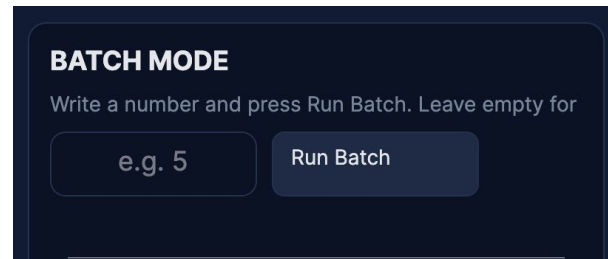 BATCH MODE
Write a number and press Run Batch. Leave empty for
e.g. 5
Run Batch